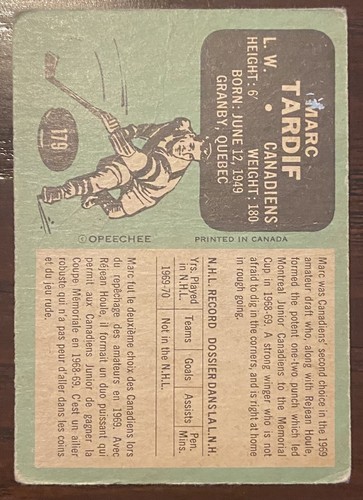 179
MARC
TARDIF
L. W. • CANADIENS
HEIGHT: 6' WEIGHT: 180
BORN: JUNE 12, 1949
GRANBY, QUEBEC
© OPEECHEE PRINTED IN CANADA
Marc was Canadiens' second choice in the 1969
amateur draft who, along with Rejean Houle,
formed the potent one-two punch which led
Montreal Junior Canadiens to the Memorial
Cup in 1968-69. A strong winger who is not
afraid to dig in the corners, and is right at home
in rough going.
N.H.L. RECORD DOSSIER DANS LA L.N.H.
Yrs. Played Teams Goals Assists Pen.
in N.H.L. Mins.
1969-70 Not in the N.H.L.
Marc fut le deuxième choix des Canadiens lors
du repêchage des amateurs en 1969. Avec
Réjean Houle, il formait un duo puissant qui
permit aux Canadiens Junior de gagner la
Coupe Mémoriale en 1968-69. C'est un ailier
robuste qui n'a pas peur d'aller dans les coins
et du jeu rude.